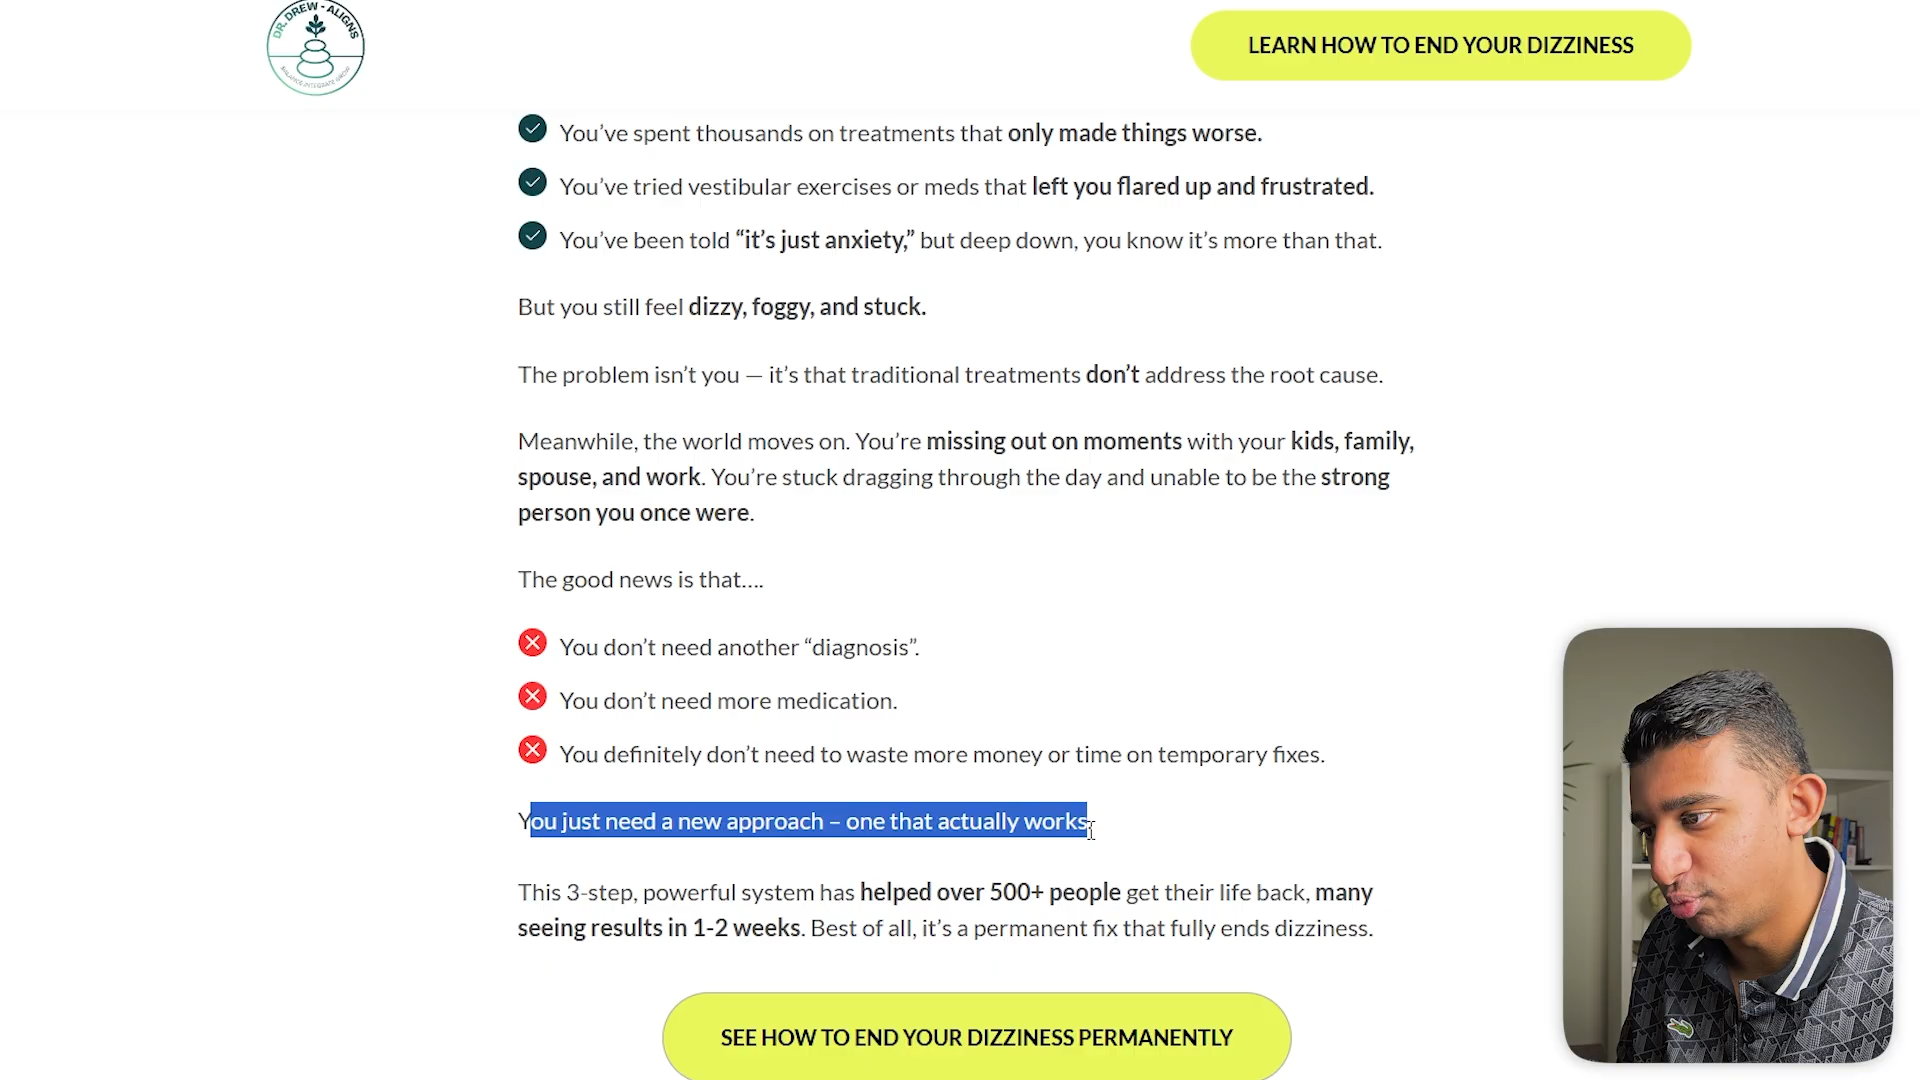 DR. DREW - ALIGNS
BALANCE·INTEGRATE·GROW
LEARN HOW TO END YOUR DIZZINESS
You’ve spent thousands on treatments that only made things worse.
You’ve tried vestibular exercises or meds that left you flared up and frustrated.
You’ve been told “it’s just anxiety,” but deep down, you know it’s more than that.
But you still feel dizzy, foggy, and stuck.
The problem isn’t you — it’s that traditional treatments don’t address the root cause.
Meanwhile, the world moves on. You’re missing out on moments with your kids, family,
spouse, and work. You’re stuck dragging through the day and unable to be the strong
person you once were.
The good news is that....
You don’t need another “diagnosis”.
You don’t need more medication.
You definitely don’t need to waste more money or time on temporary fixes.
You just need a new approach – one that actually works.
This 3-step, powerful system has helped over 500+ people get their life back, many
seeing results in 1-2 weeks. Best of all, it’s a permanent fix that fully ends dizziness.
SEE HOW TO END YOUR DIZZINESS PERMANENTLY